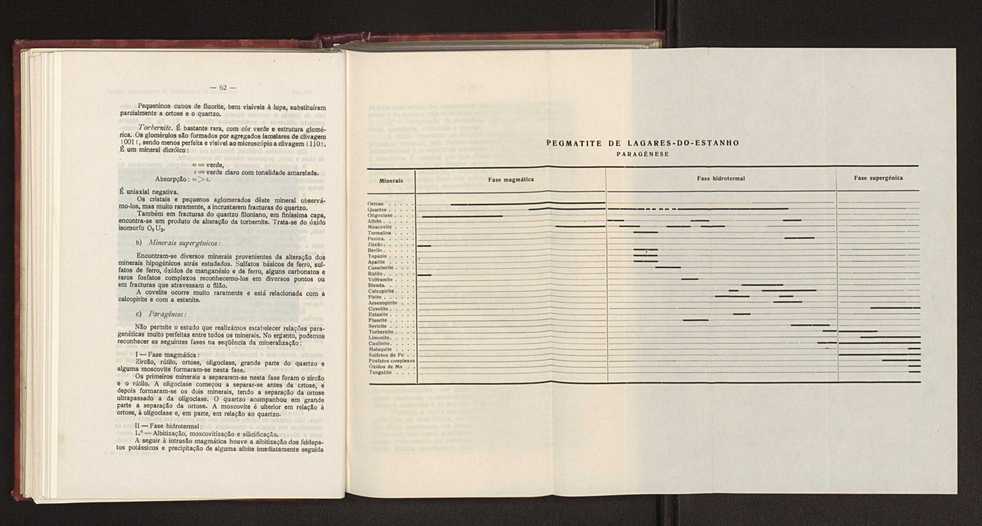 — 62 —
Pequeninos cubos de fluorite, bem visíveis à lupa, substituíram
parcialmente a ortose e o quartzo.
Torbernite. É bastante rara, com côr verde e estrutura glomé-
rica. Os glomérulos são formados por agregados lamelares de clivagem
{001}, sendo menos perfeita e visível ao microscópio a clivagem {110}.
É um mineral dicróico:
ω = verde,
ε = verde claro com tonalidade amarelada.
Absorpção: ω > ε.
É uniaxial negativa.
Os cristais e pequenos aglomerados dêste mineral observá-
mo-los, mas muito raramente, a incrustarem fracturas do quartzo.
Também em fracturas do quartzo filoniano, em finíssima capa,
encontra-se um produto de alteração da torbernite. Trata-se do óxido
isomorfo O₈ U₃.
b) Minerais supergénicos:
Encontram-se diversos minerais provenientes da alteração dos
minerais hipogénicos atrás estudados. Sulfatos básicos de ferro, sul-
fatos de ferro, óxidos de manganésio e de ferro, alguns carbonatos e
raros fosfatos complexos reconhecemo-los em diversos pontos ou
em fracturas que atravessam o filão.
A covelite ocorre muito raramente e está relacionada com a
calcopirite e com a estanite.
c) Paragénese:
Não permite o estudo que realizámos estabelecer relações para-
genéticas muito perfeitas entre todos os minerais. No entanto, podemos
reconhecer as seguintes fases na seqüência da mineralização:
I — Fase magmática:
Zircão, rútilo, ortose, oligoclase, grande parte do quartzo e
alguma moscovite formaram-se nesta fase.
Os primeiros minerais a separarem-se nesta fase foram o zircão
e o rútilo. A oligoclase começou a separar-se antes da ortose, e
depois formaram-se os dois minerais, tendo a separação da ortose
ultrapassado a da oligoclase. O quartzo acompanhou em grande
parte a separação da ortose. A moscovite é ulterior em relação à
ortose, à oligoclase e, em parte, em relação ao quartzo.
II — Fase hidrotermal:
1.º — Albitização, moscovitização e silicificação.
A seguir à intrusão magmática houve a albitização dos feldspa-
tos potássicos e precipitação de alguma albite imediatamente seguida
PEGMATITE DE LAGARES-DO-ESTANHO
PARAGÉNESE
Minerais Fase magmática Fase hidrotermal Fase supergénica
Ortose
Quartzo
Oligoclase
Albite
Moscovite
Turmalina
Zircão
Berilo
Topázio
Apatite
Cassiterite
Rútilo
Volframite
Blenda
Calcopirite
Pirite
Arsenopirite
Covelite
Estanite
Fluorite
Sericite
Torbernite
Limonite
Caulinite
Malaquite
Sulfatos de Fe
Fosfatos complexos
Óxidos de Mn
Tungstite